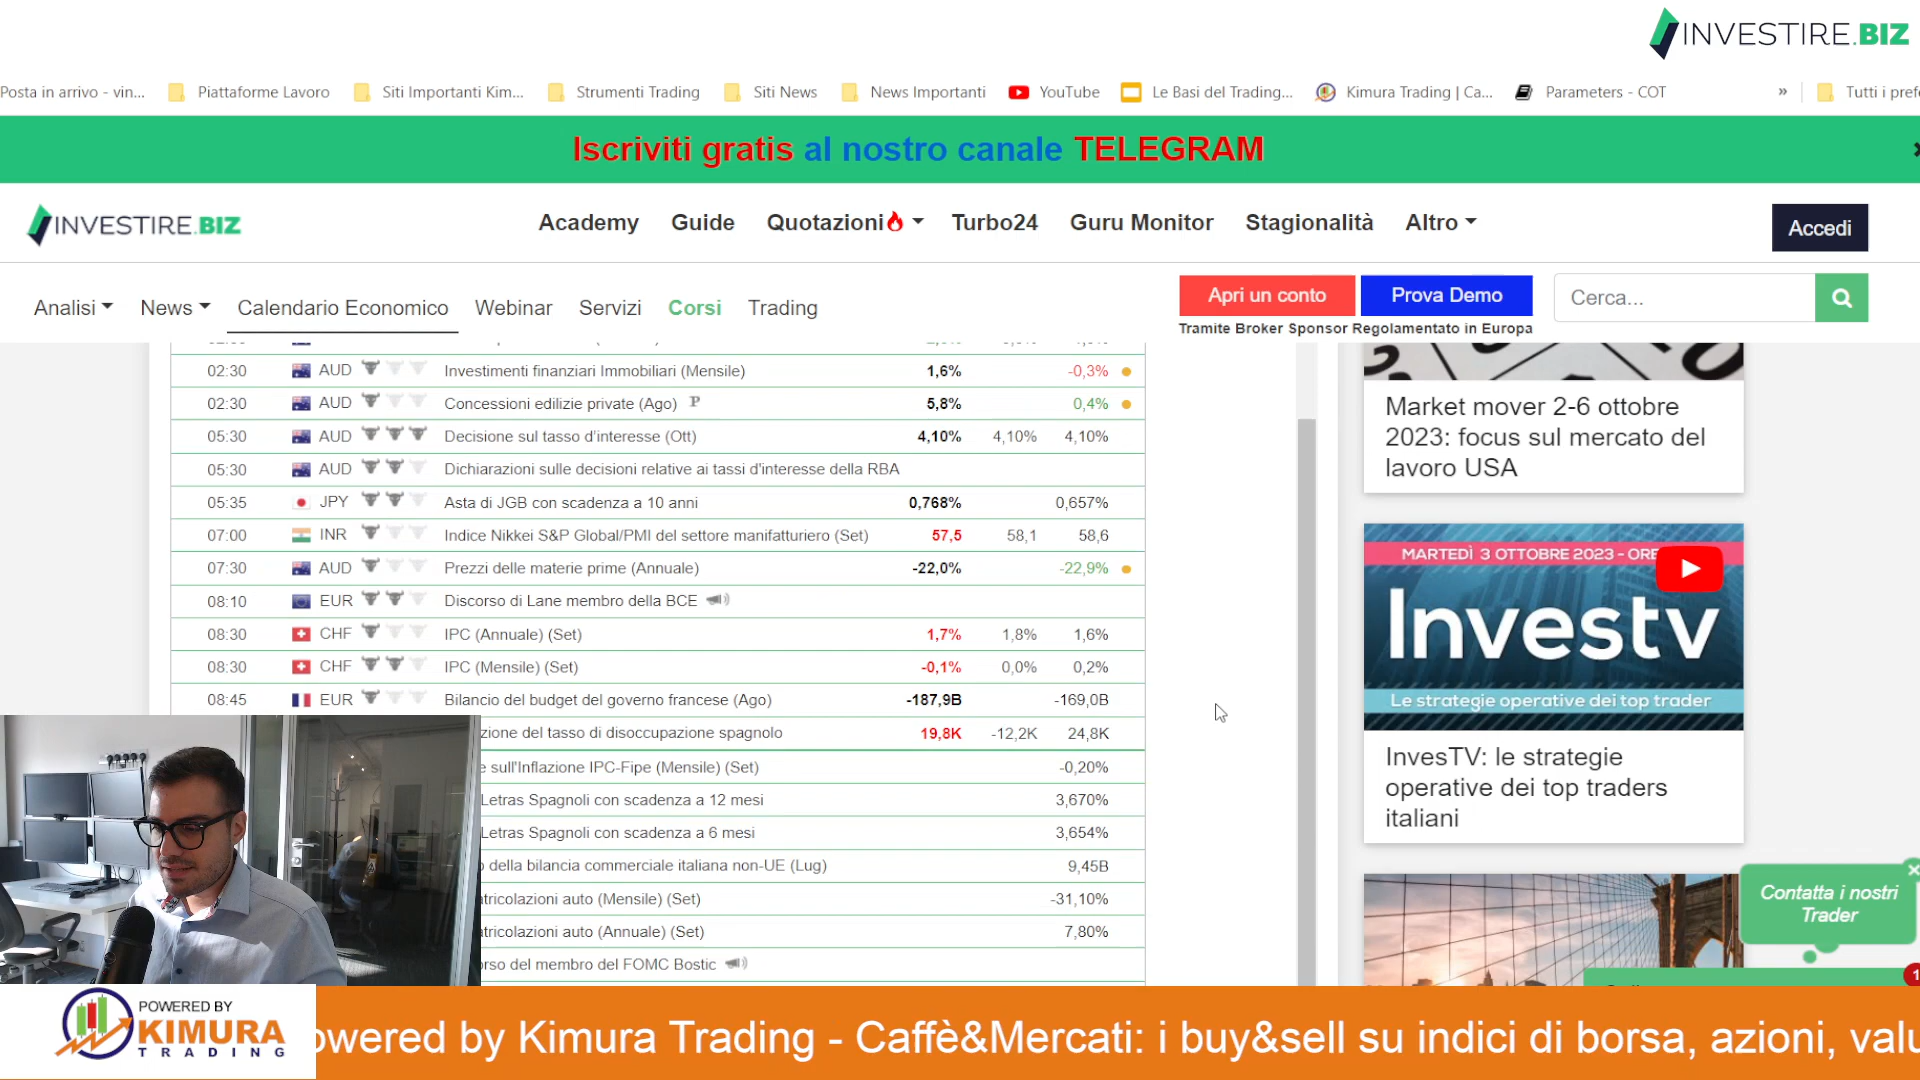 INVESTIRE.BIZ
Posta in arrivo - vin...
Piattaforme Lavoro
Siti Importanti Kim...
Strumenti Trading
Siti News
News Importanti
YouTube
Le Basi del Trading...
Kimura Trading | Ca...
Parameters - COT
»
Tutti i pref
Iscriviti gratis al nostro canale TELEGRAM
INVESTIRE.BIZ
Academy
Guide
Quotazioni
Turbo24
Guru Monitor
Stagionalità
Altro
Accedi
Analisi
News
Calendario Economico
Webinar
Servizi
Corsi
Trading
Apri un conto
Prova Demo
Cerca...
Tramite Broker Sponsor Regolamentato in Europa
02:30 AUD Investimenti finanziari Immobiliari (Mensile) 1,6% -0,3%
02:30 AUD Concessioni edilizie private (Ago) P 5,8% 0,4%
05:30 AUD Decisione sul tasso d'interesse (Ott) 4,10% 4,10% 4,10%
05:30 AUD Dichiarazioni sulle decisioni relative ai tassi d'interesse della RBA
05:35 JPY Asta di JGB con scadenza a 10 anni 0,768% 0,657%
07:00 INR Indice Nikkei S&P Global/PMI del settore manifatturiero (Set) 57,5 58,1 58,6
07:30 AUD Prezzi delle materie prime (Annuale) -22,0% -22,9%
08:10 EUR Discorso di Lane membro della BCE
08:30 CHF IPC (Annuale) (Set) 1,7% 1,8% 1,6%
08:30 CHF IPC (Mensile) (Set) -0,1% 0,0% 0,2%
08:45 EUR Bilancio del budget del governo francese (Ago) -187,9B -169,0B
zione del tasso di disoccupazione spagnolo 19,8K -12,2K 24,8K
e sull'Inflazione IPC-Fipe (Mensile) (Set) -0,20%
Letras Spagnoli con scadenza a 12 mesi 3,670%
Letras Spagnoli con scadenza a 6 mesi 3,654%
o della bilancia commerciale italiana non-UE (Lug) 9,45B
tricolazioni auto (Mensile) (Set) -31,10%
tricolazioni auto (Annuale) (Set) 7,80%
orso del membro del FOMC Bostic
Market mover 2-6 ottobre
2023: focus sul mercato del
lavoro USA
MARTEDÌ 3 OTTOBRE 2023 - ORE
Investv
Le strategie operative dei top trader
InvesTV: le strategie
operative dei top traders
italiani
Contatta i nostri
Trader
1
POWERED BY
KIMURA
TRADING
owered by Kimura Trading - Caffè&Mercati: i buy&sell su indici di borsa, azioni, valu